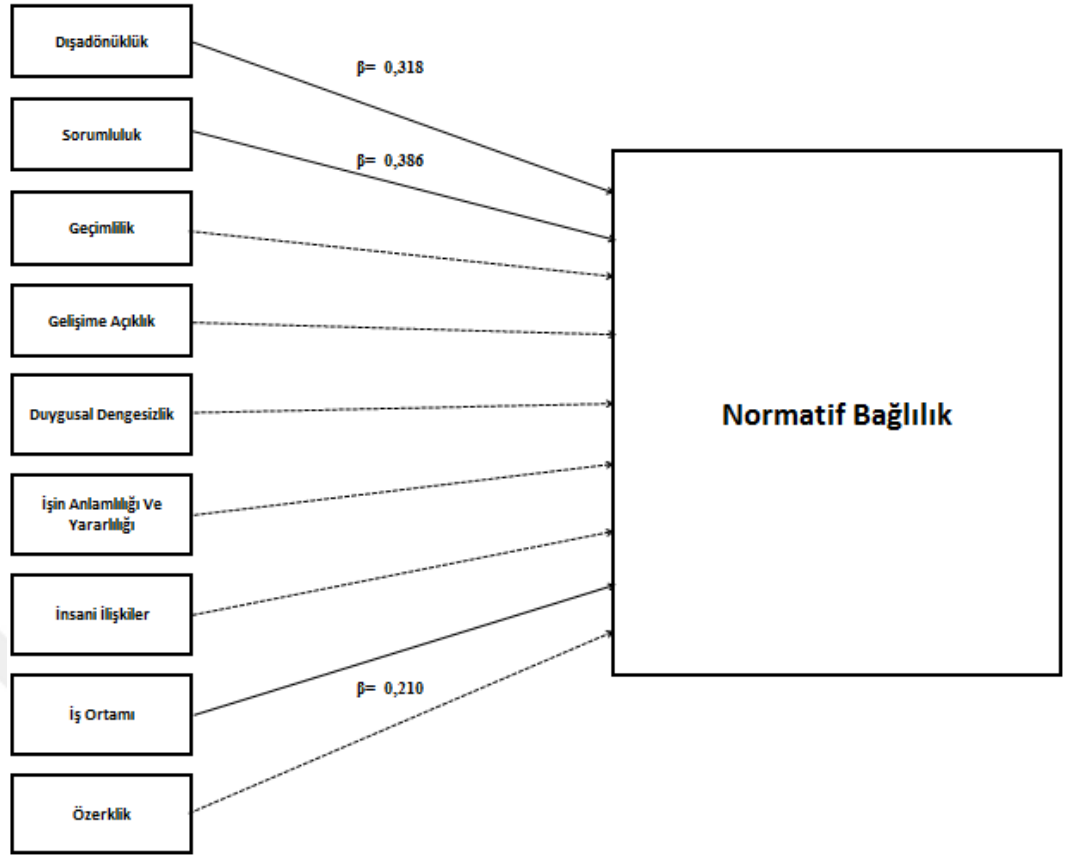 Dışadönüklük
β= 0,318
Sorumluluk
β= 0,386
Geçimlilik
Gelişime Açıklık
Duygusal Dengesizlik
Normatif Bağlılık
İşin Anlamlılığı Ve
Yararlılığı
İnsani İlişkiler
İş Ortamı
β= 0,210
Özerklik